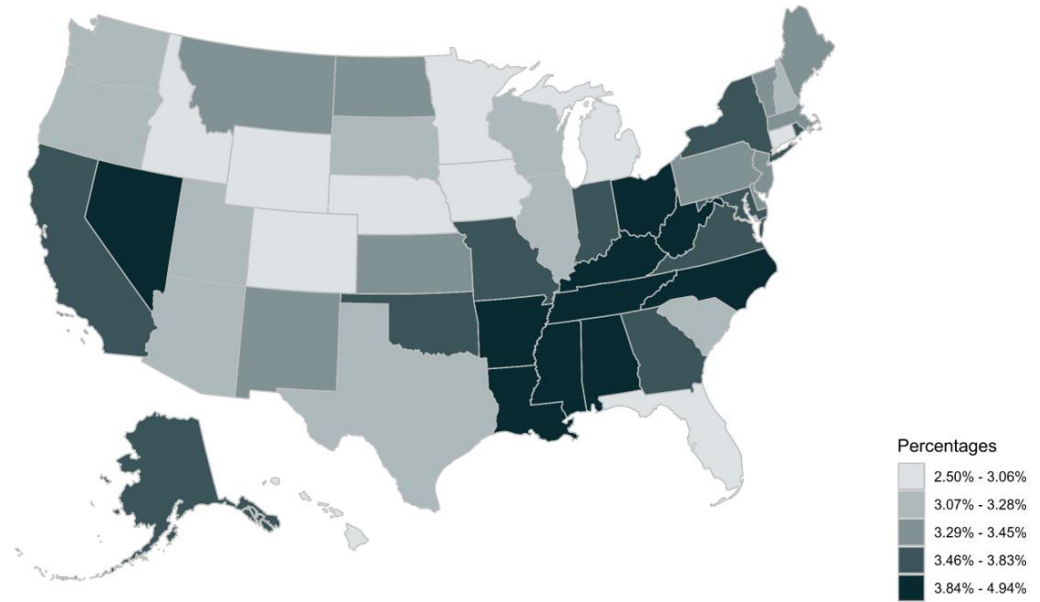 Percentages
2.50% - 3.06%
3.07% - 3.28%
3.29% - 3.45%
3.46% - 3.83%
3.84% - 4.94%